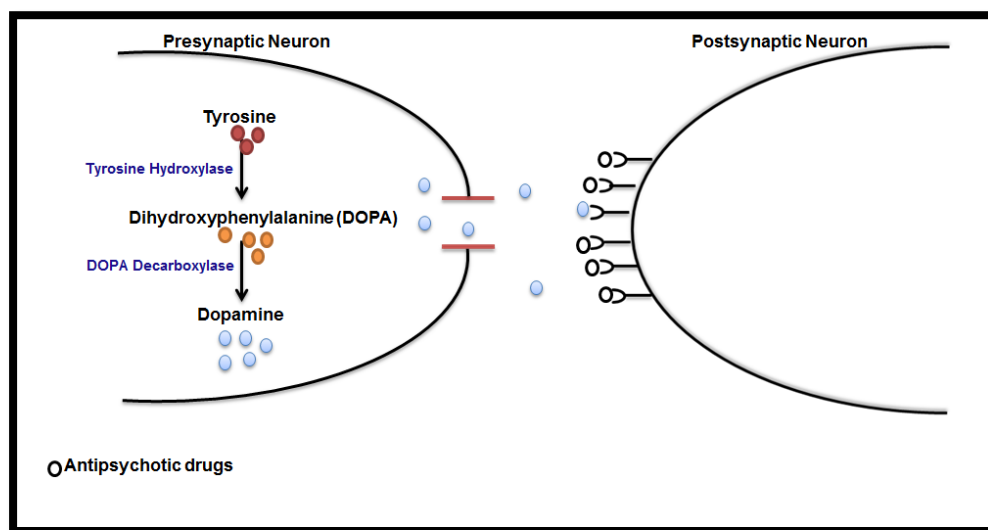 Presynaptic Neuron
Postsynaptic Neuron
Tyrosine
Tyrosine Hydroxylase
Dihydroxyphenylalanine (DOPA)
DOPA Decarboxylase
Dopamine
Antipsychotic drugs